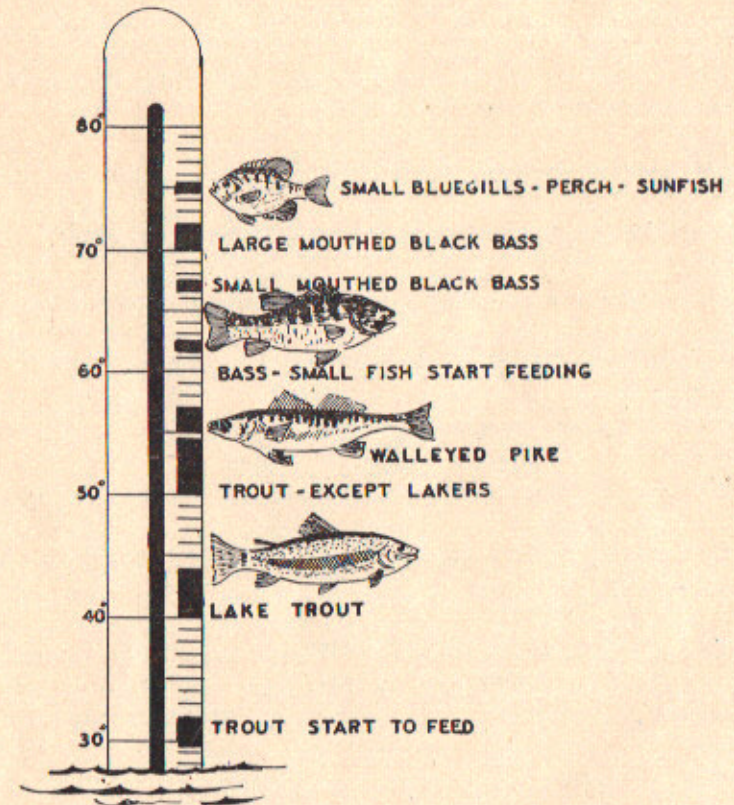 80°
SMALL BLUEGILLS - PERCH - SUNFISH
70°
LARGE MOUTHED BLACK BASS
SMALL MOUTHED BLACK BASS
60°
BASS - SMALL FISH START FEEDING
WALLEYED PIKE
50°
TROUT - EXCEPT LAKERS
40°
LAKE TROUT
30°
TROUT START TO FEED